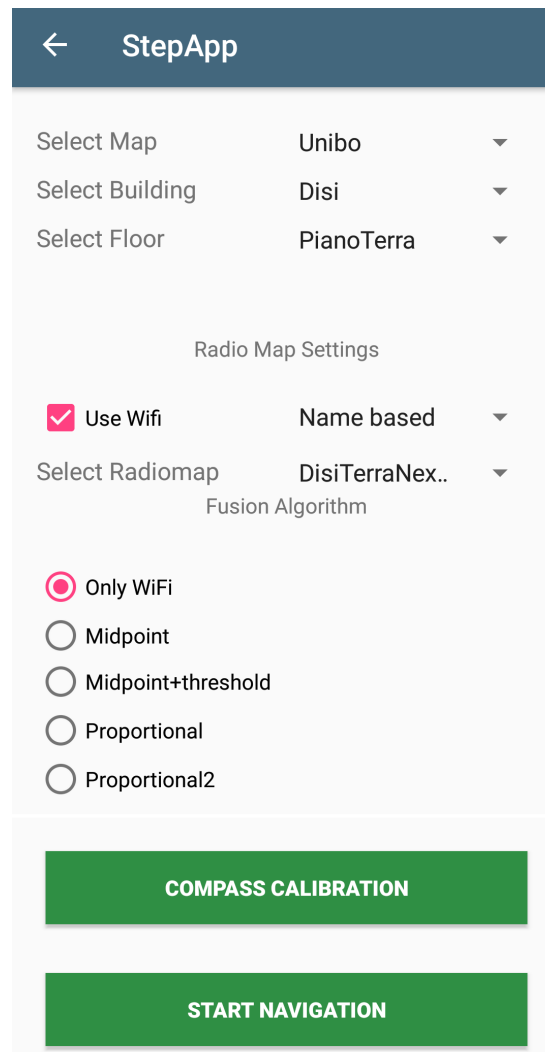 StepApp
Select Map Unibo
Select Building Disi
Select Floor PianoTerra
Radio Map Settings
Use Wifi Name based
Select Radiomap DisiTerraNex..
Fusion Algorithm
Only WiFi
Midpoint
Midpoint+threshold
Proportional
Proportional2
COMPASS CALIBRATION
START NAVIGATION